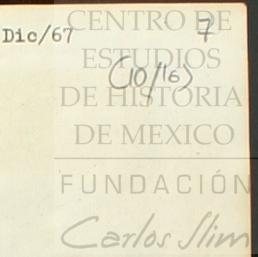 Dic/67 7
(10/16)
CENTRO DE
ESTUDIOS
DE HISTORIA
DE MEXICO
FUNDACIÓN
Carlos Slim